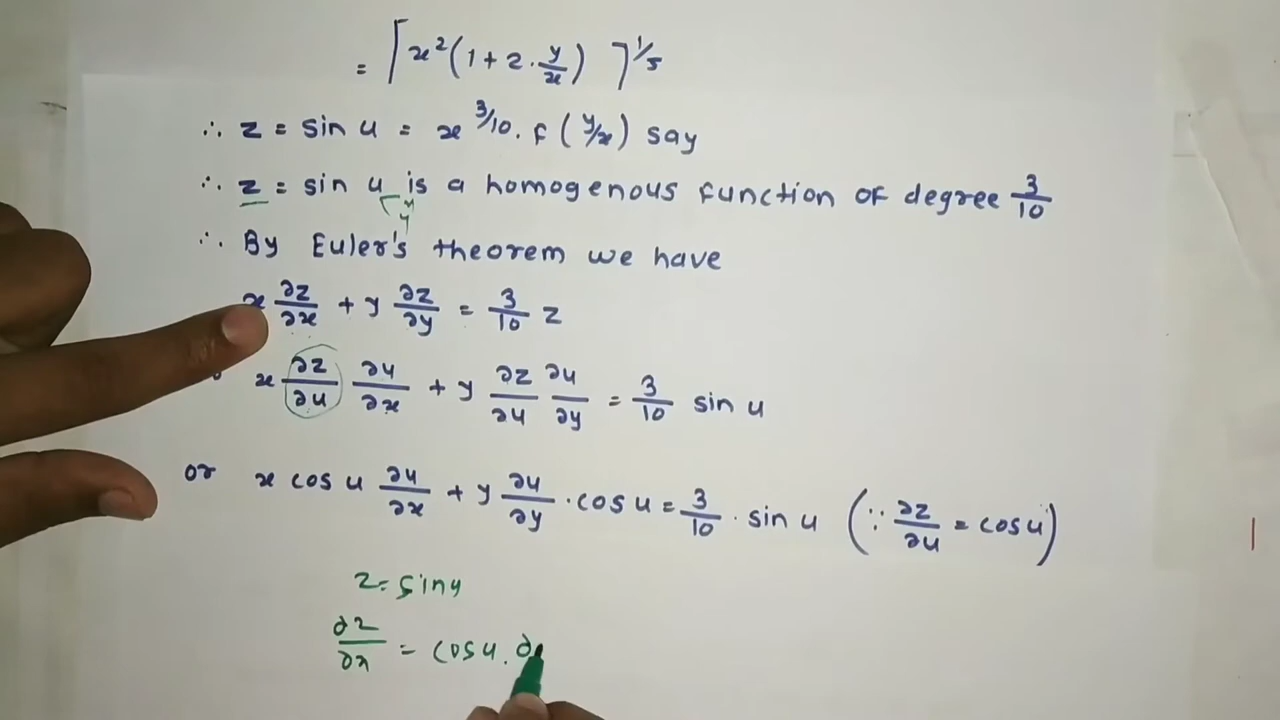 = [x²(1 + 2 · y/x) ]^1/5
∴ z = sin u = x^3/10 . f (y/x) say
∴ z = sin u is a homogenous function of degree 3/10
x
y
∴ By Euler's theorem we have
x ∂z/∂x + y ∂z/∂y = 3/10 z
x ∂z/∂u ∂u/∂x + y ∂z/∂u ∂u/∂y = 3/10 sin u
or x cos u ∂u/∂x + y ∂u/∂y · cos u = 3/10 · sin u (∵ ∂z/∂u = cos u)
z = sin u
∂z/∂x = cos u . ∂